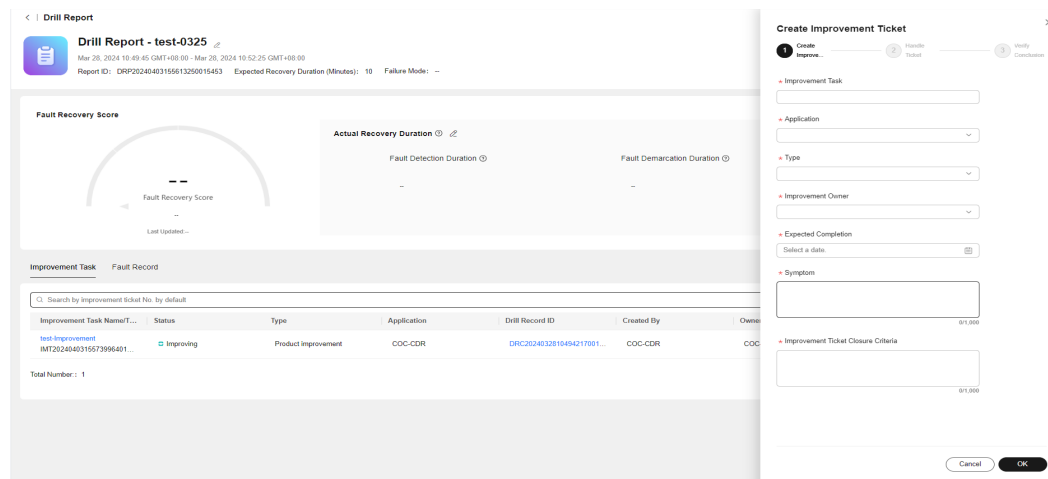 Drill Report
Drill Report - test-0325
Mar 28, 2024 10:49:45 GMT+08:00 - Mar 28, 2024 10:52:25 GMT+08:00
Report ID: DRP20240403155613250015453 Expected Recovery Duration (Minutes): 10 Failure Mode: --
Fault Recovery Score
--
Fault Recovery Score
--
Last Updated --
Actual Recovery Duration
Fault Detection Duration
--
Fault Demarcation Duration
--
Improvement Task Fault Record
Search by improvement ticket No. by default
Improvement Task Name/T... Status Type Application Drill Record ID Created By Owne
test-Improvement
IMT2024040315573996401... Improving Product improvement COC-CDR DRC2024032810494217001... COC-CDR COC-
Total Number: : 1
Create Improvement Ticket
1 Create Improve...
2 Handle Ticket
3 Verify Conclusion
* Improvement Task
* Application
* Type
* Improvement Owner
* Expected Completion
Select a date.
* Symptom
0/1,000
* Improvement Ticket Closure Criteria
0/1,000
Cancel OK